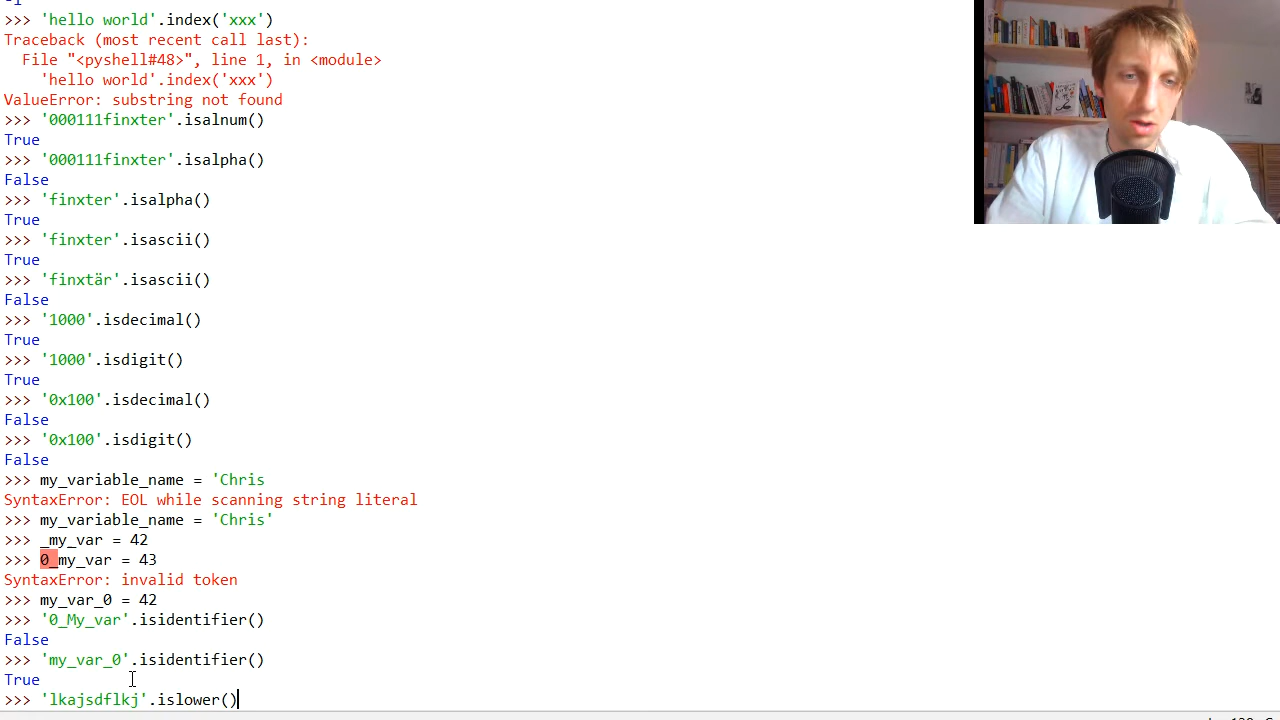 >>> 'hello world'.index('xxx')
Traceback (most recent call last):
  File "<pyshell#48>", line 1, in <module>
    'hello world'.index('xxx')
ValueError: substring not found
>>> '000111finxter'.isalnum()
True
>>> '000111finxter'.isalpha()
False
>>> 'finxter'.isalpha()
True
>>> 'finxter'.isascii()
True
>>> 'finxtär'.isascii()
False
>>> '1000'.isdecimal()
True
>>> '1000'.isdigit()
True
>>> '0x100'.isdecimal()
False
>>> '0x100'.isdigit()
False
>>> my_variable_name = 'Chris
SyntaxError: EOL while scanning string literal
>>> my_variable_name = 'Chris'
>>> _my_var = 42
>>> 0_my_var = 43
SyntaxError: invalid token
>>> my_var_0 = 42
>>> '0_My_var'.isidentifier()
False
>>> 'my_var_0'.isidentifier()
True
>>> 'lkajsdflkj'.islower()